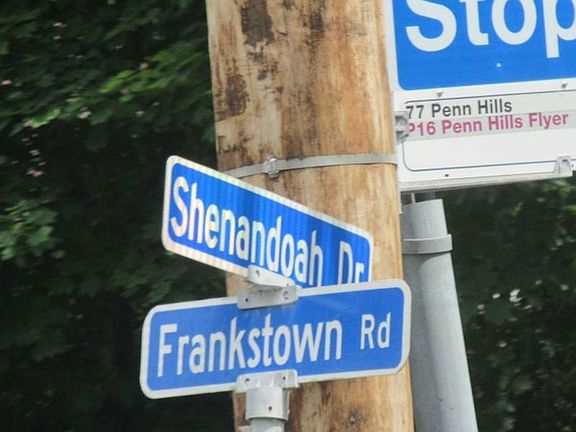 Stop
77 Penn Hills
P16 Penn Hills Flyer
Shenandoah Dr
Frankstown Rd